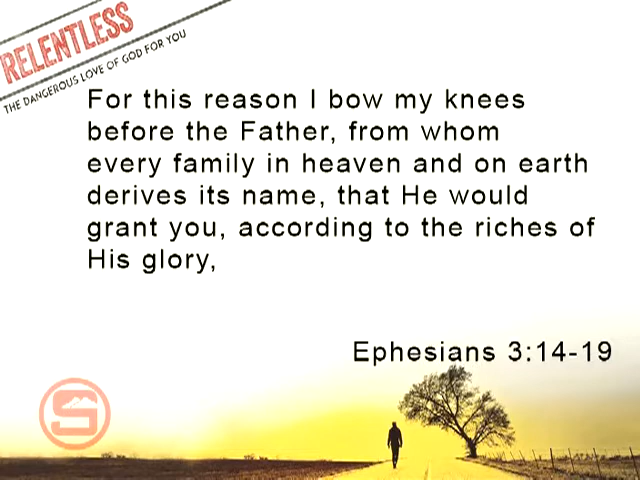 RELENTLESS
THE DANGEROUS LOVE OF GOD FOR YOU
For this reason I bow my knees
before the Father, from whom
every family in heaven and on earth
derives its name, that He would
grant you, according to the riches of
His glory,
Ephesians 3:14-19
S